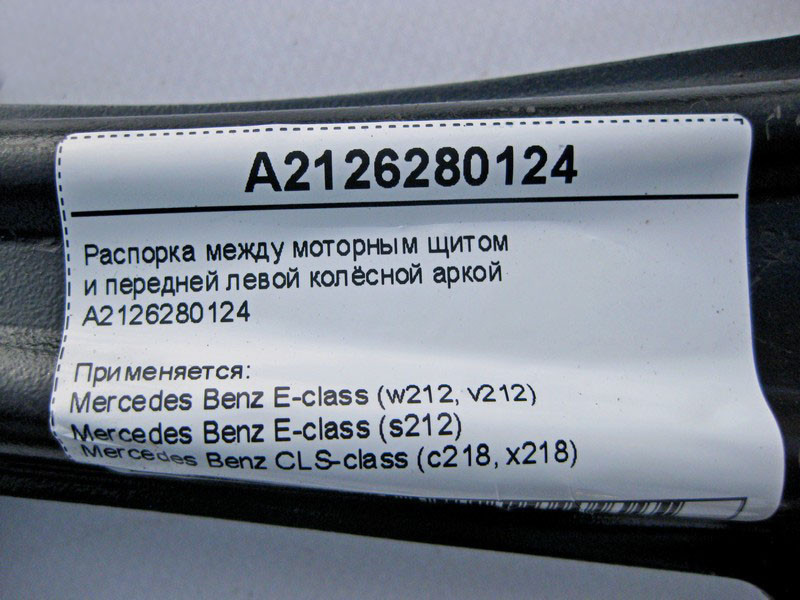 A2126280124
Распорка между моторным щитом
и передней левой колёсной аркой
A2126280124
Применяется:
Mercedes Benz E-class (w212, v212)
Mercedes Benz E-class (s212)
Mercedes Benz CLS-class (c218, x218)